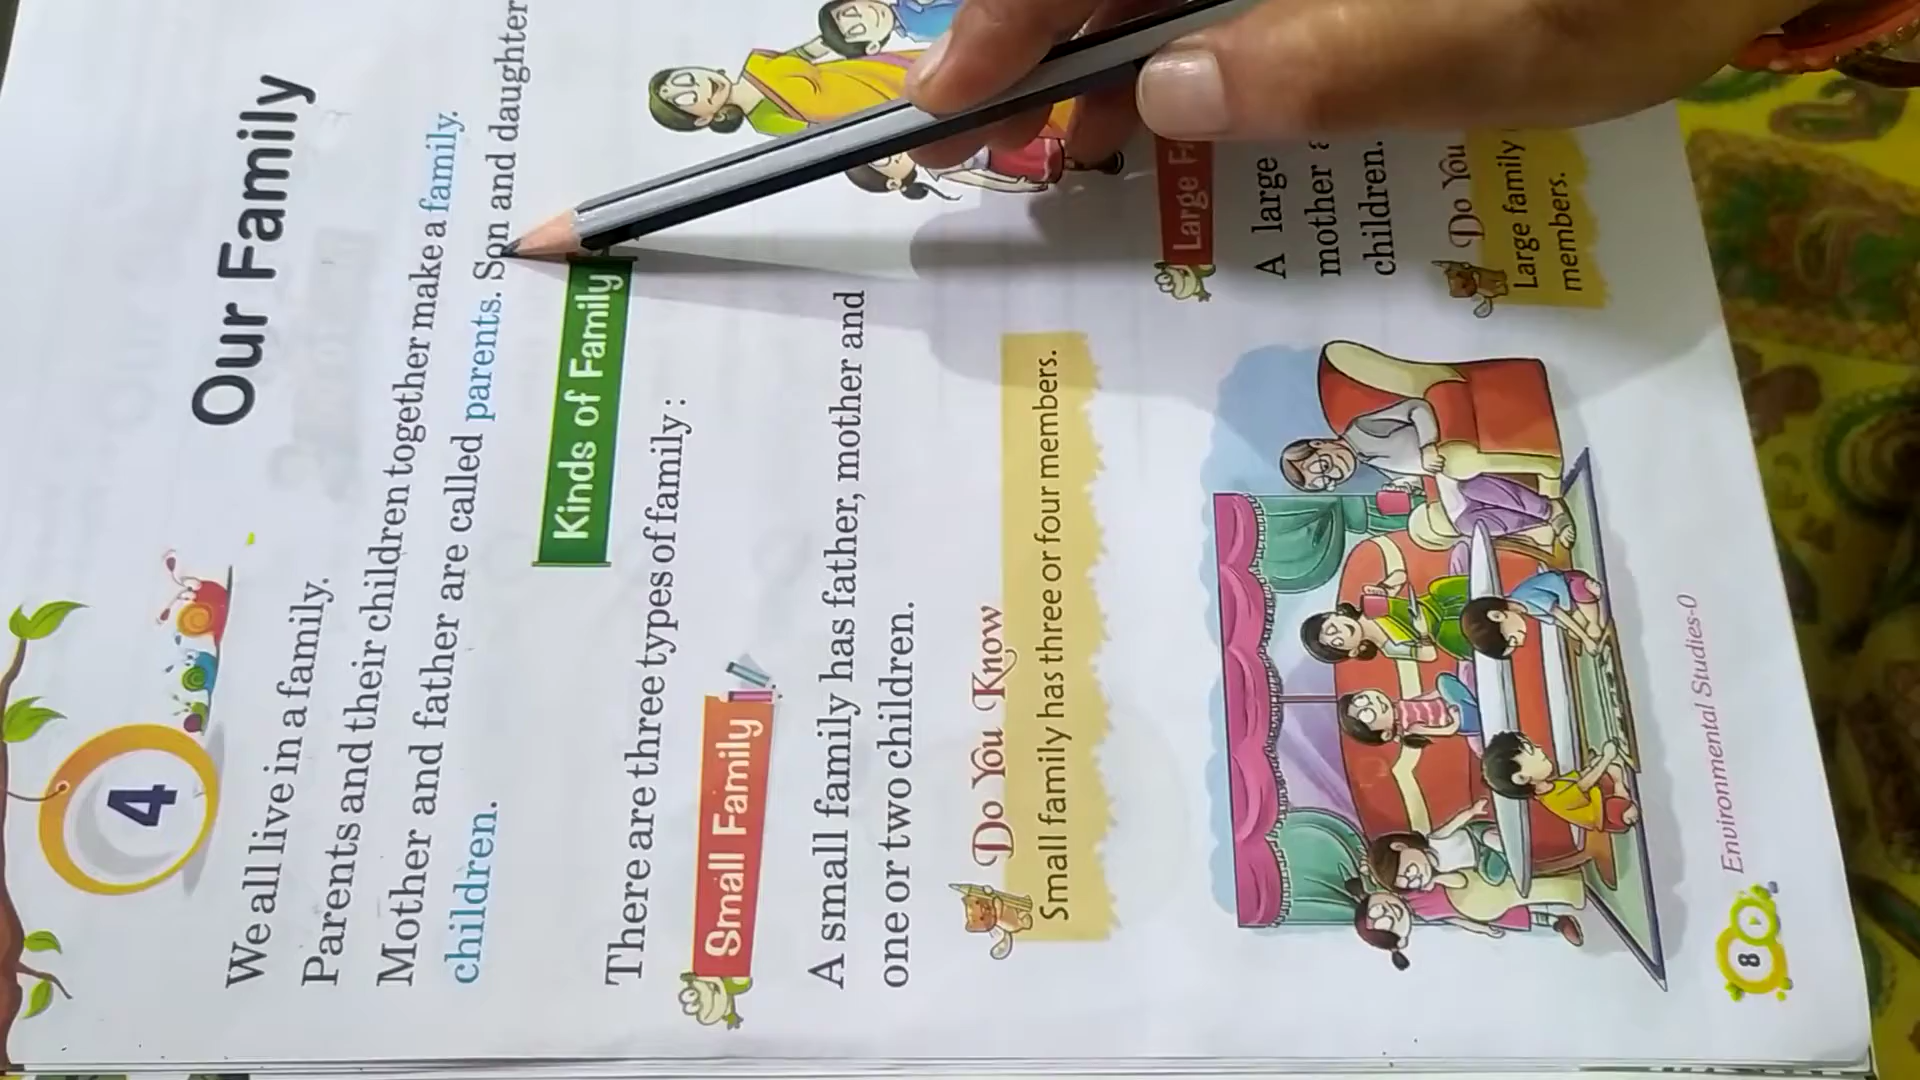 4
Our Family
We all live in a family.
Parents and their children together make a family.
Mother and father are called parents. Son and daughter
children.
Kinds of Family
There are three types of family :
Small Family
A small family has father, mother and
one or two children.
Do You Know
Small family has three or four members.
Large
A large
mother
children.
Do You
Large family
members.
8
Environmental Studies-0